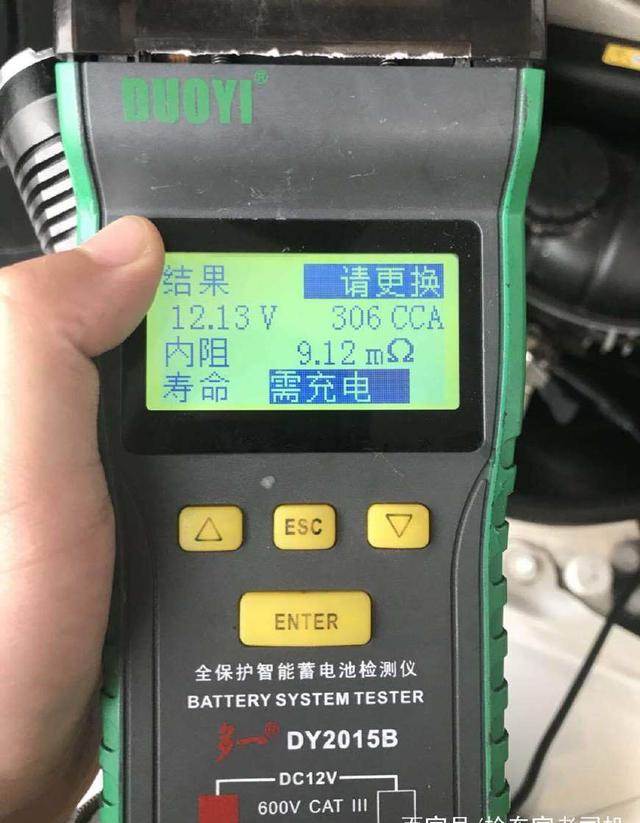 DUOYI®
结果 请更换
12.13 V 306 CCA
内阻 9.12 mΩ
寿命 需充电
ESC
ENTER
全保护智能蓄电池检测仪
BATTERY SYSTEM TESTER
多一® DY2015B
DC12V
600V CAT III